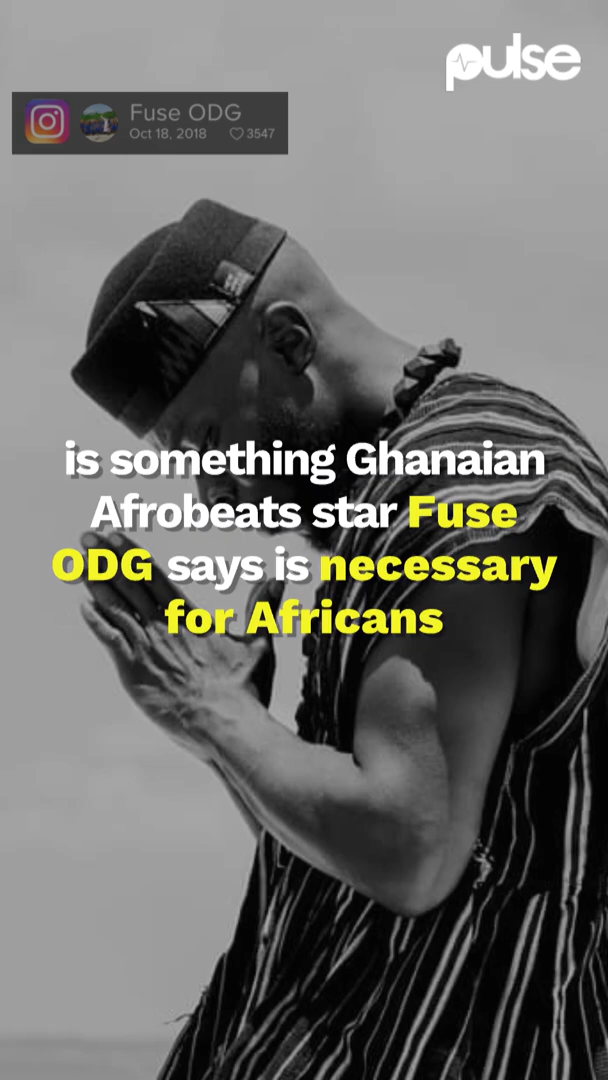 pulse
Fuse ODG
Oct 18, 2018 3547
is something Ghanaian
Afrobeats star Fuse
ODG says is necessary
for Africans